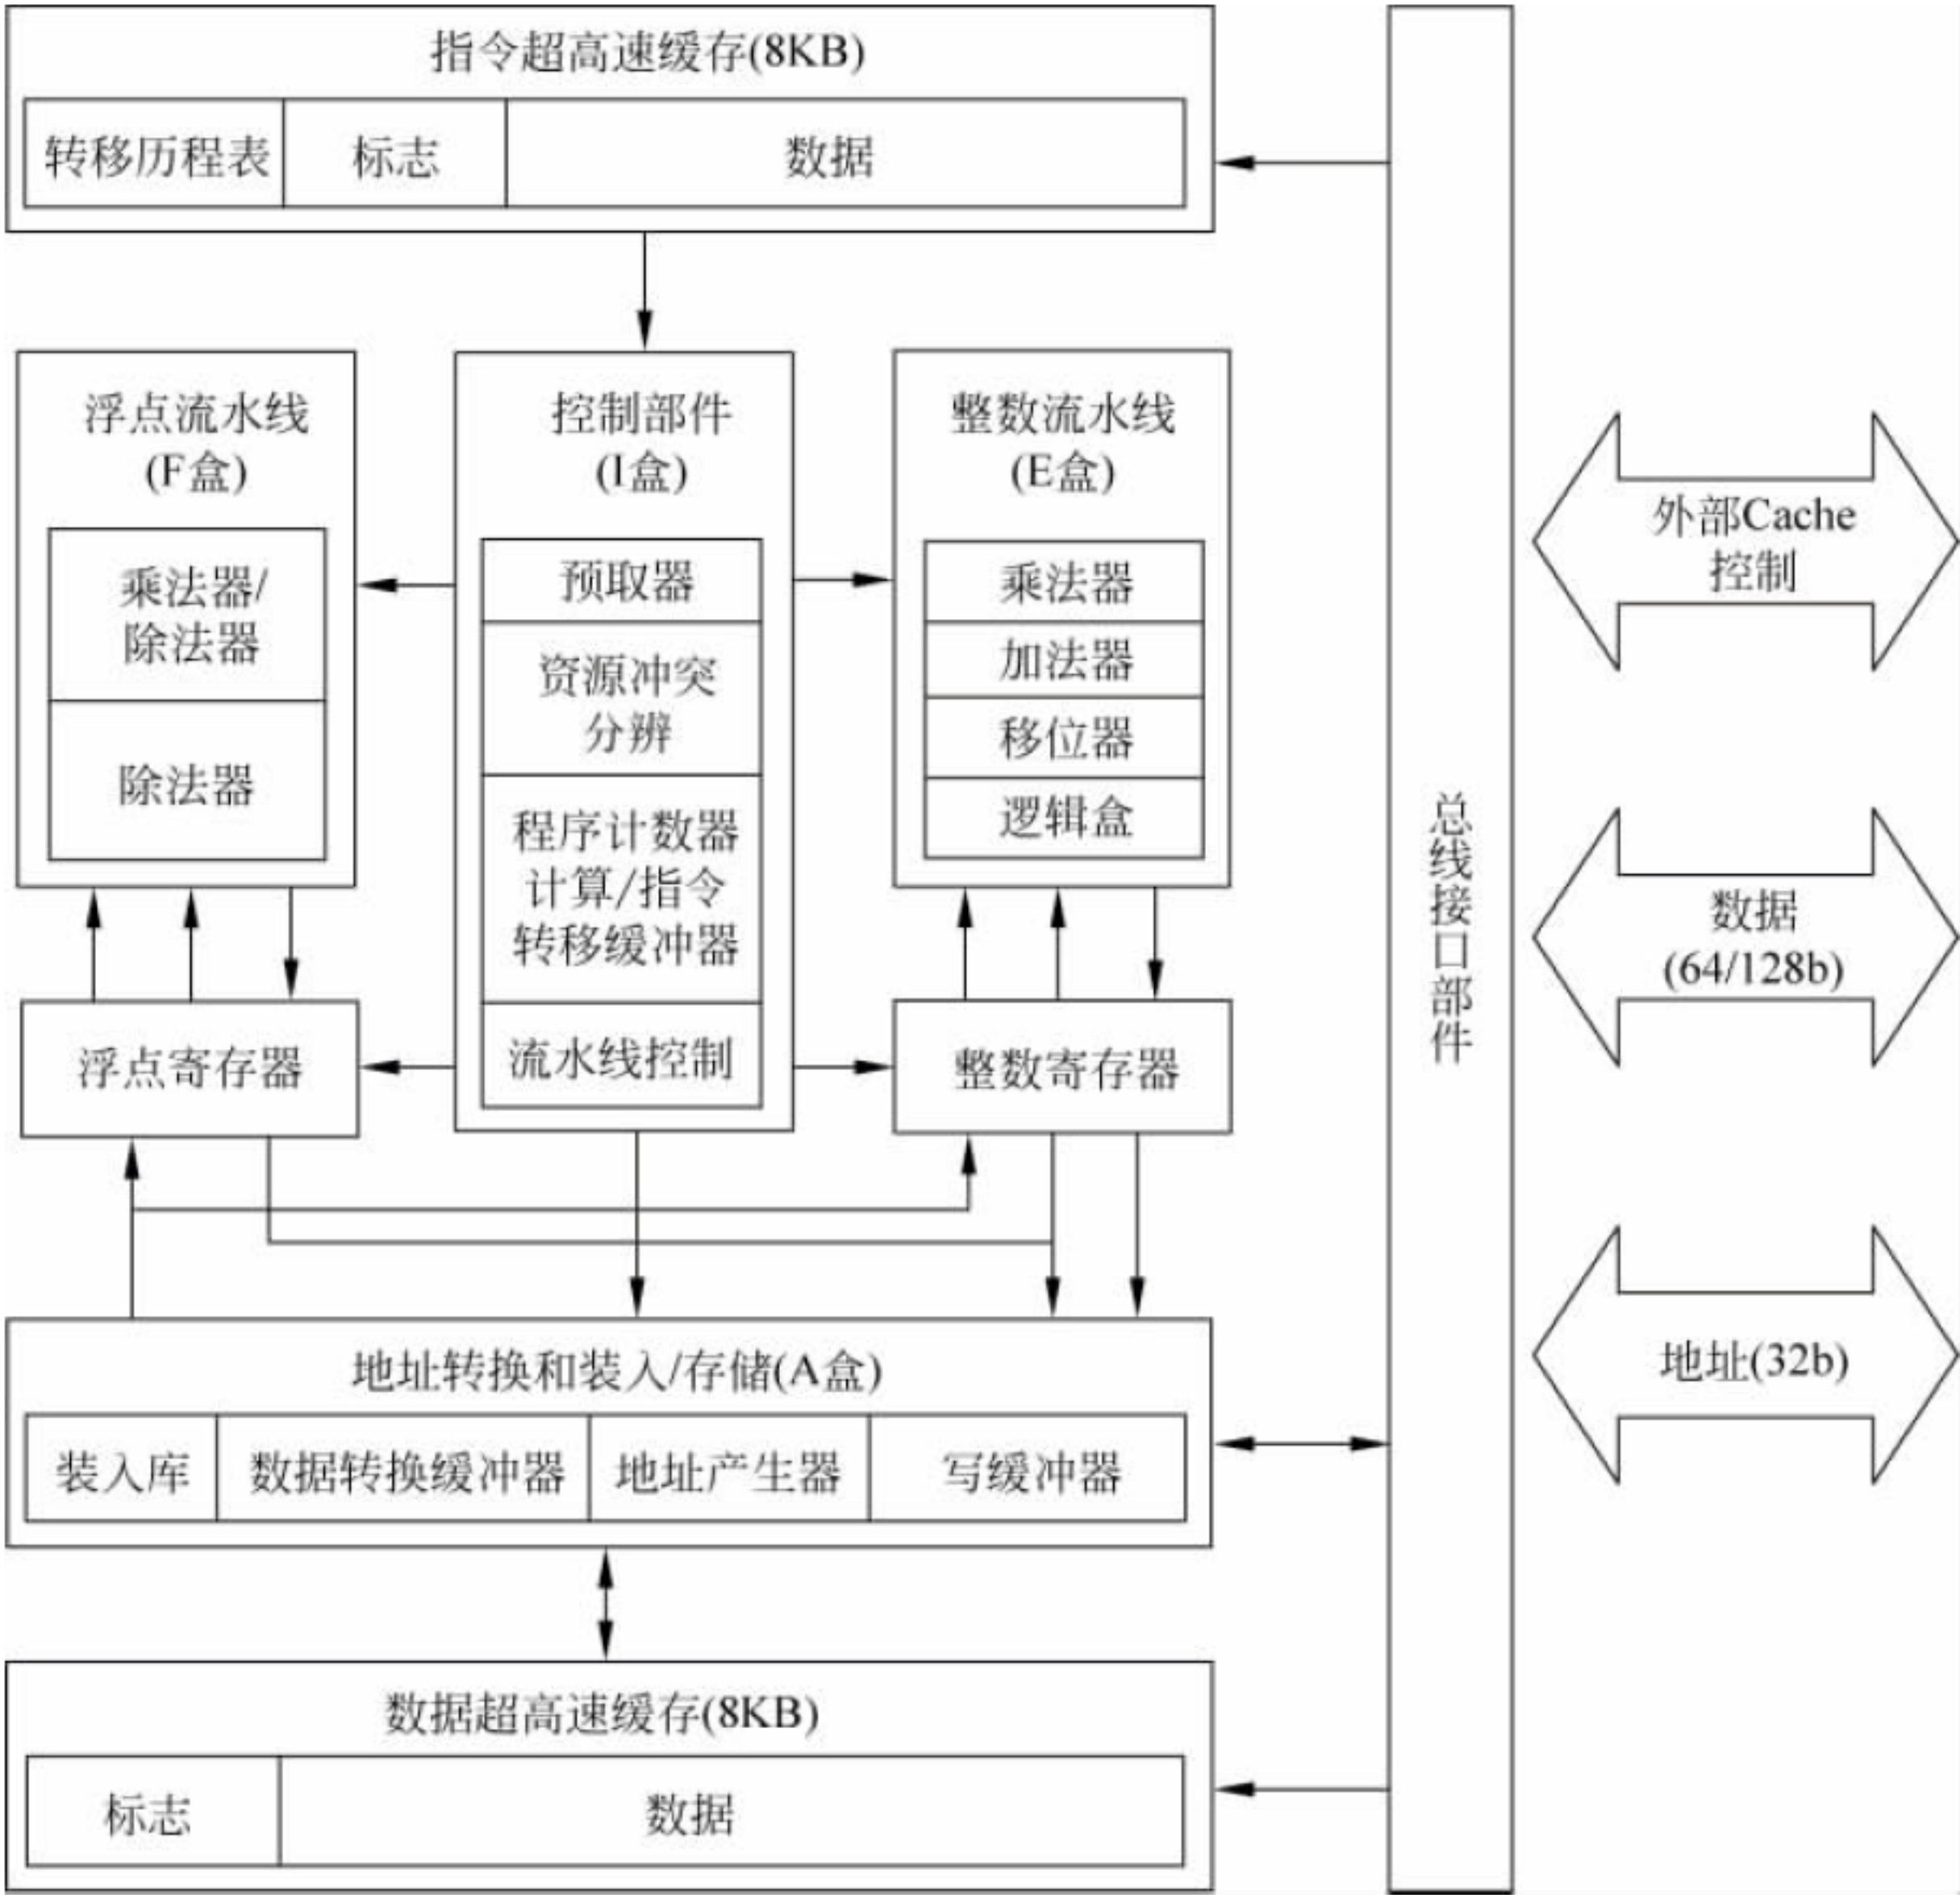 指令超高速缓存(8KB)
转移历程表
标志
数据
浮点流水线
(F盒)
乘法器/
除法器
除法器
控制部件
(I盒)
预取器
资源冲突
分辨
程序计数器
计算/指令
转移缓冲器
流水线控制
整数流水线
(E盒)
乘法器
加法器
移位器
逻辑盒
浮点寄存器
整数寄存器
地址转换和装入/存储(A盒)
装入库
数据转换缓冲器
地址产生器
写缓冲器
数据超高速缓存(8KB)
标志
数据
总线接口部件
外部Cache
控制
数据
(64/128b)
地址(32b)